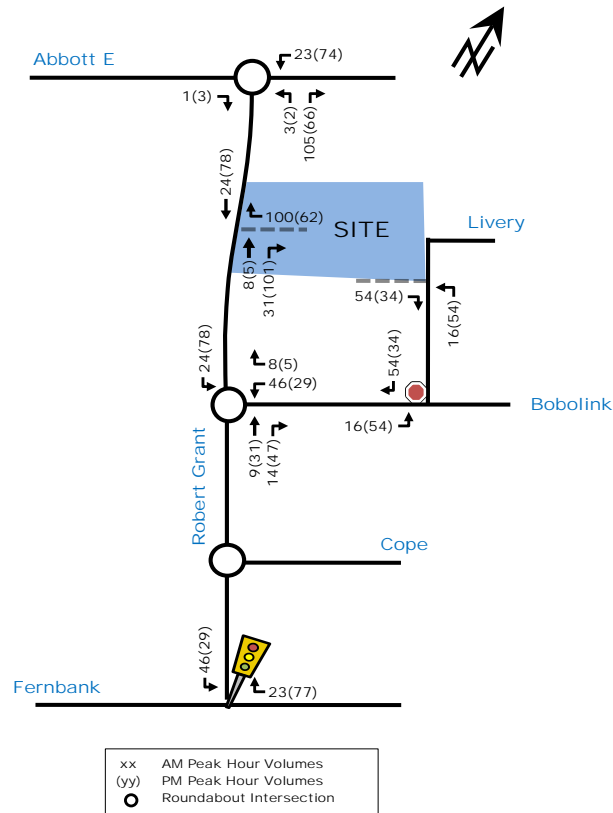 Abbott E
23(74)
1(3)
3(2)
105(66)
24(78)
100(62)
SITE
Livery
8(5)
31(101)
54(34)
16(54)
24(78)
8(5)
46(29)
54(34)
Bobolink
16(54)
9(31)
14(47)
Robert Grant
Cope
46(29)
Fernbank
23(77)
xx AM Peak Hour Volumes
(yy) PM Peak Hour Volumes
Roundabout Intersection